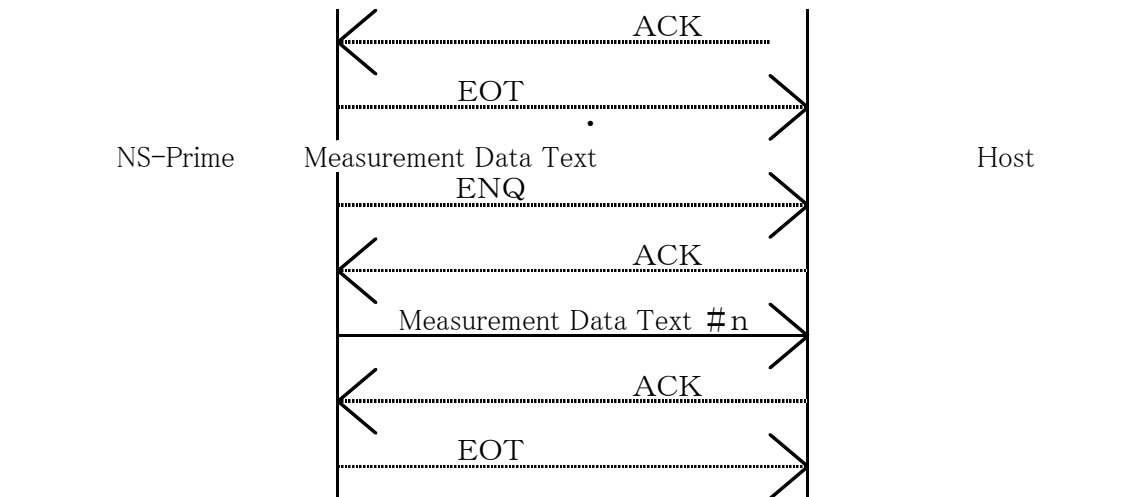 ACK
EOT
.
NS-Prime Measurement Data Text Host
ENQ
ACK
Measurement Data Text #n
ACK
EOT